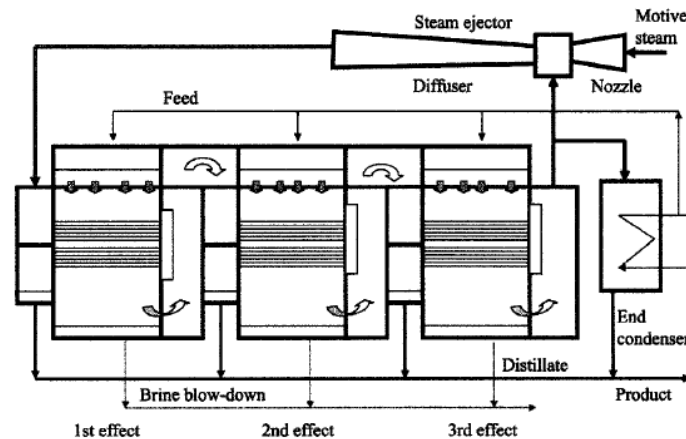 Steam ejector
Motive
steam
Diffuser
Nozzle
Feed
End
condenser
Distillate
Product
Brine blow-down
1st effect
2nd effect
3rd effect